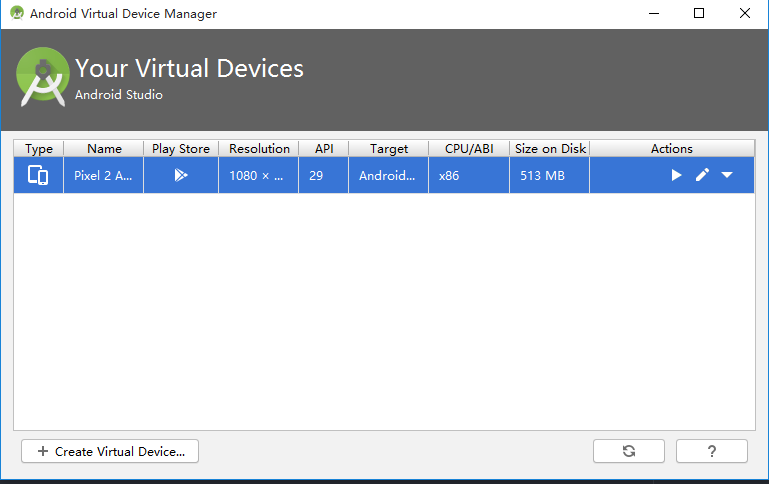 Android Virtual Device Manager
Your Virtual Devices
Android Studio
Type Name Play Store Resolution API Target CPU/ABI Size on Disk Actions
Pixel 2 A... 1080 × ... 29 Android... x86 513 MB
+ Create Virtual Device... ?